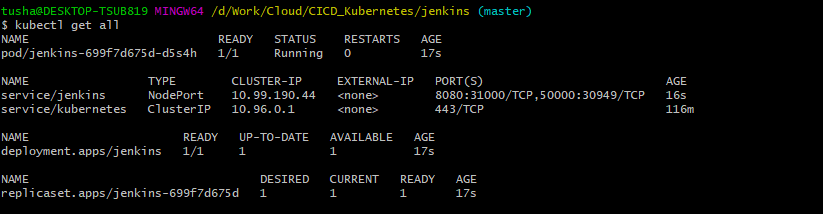 tusha@DESKTOP-TSUB819 MINGW64 /d/Work/Cloud/CICD_Kubernetes/jenkins (master)
$ kubectl get all
NAME READY STATUS RESTARTS AGE
pod/jenkins-699f7d675d-d5s4h 1/1 Running 0 17s
NAME TYPE CLUSTER-IP EXTERNAL-IP PORT(S) AGE
service/jenkins NodePort 10.99.190.44 <none> 8080:31000/TCP,50000:30949/TCP 16s
service/kubernetes ClusterIP 10.96.0.1 <none> 443/TCP 116m
NAME READY UP-TO-DATE AVAILABLE AGE
deployment.apps/jenkins 1/1 1 1 17s
NAME DESIRED CURRENT READY AGE
replicaset.apps/jenkins-699f7d675d 1 1 1 17s